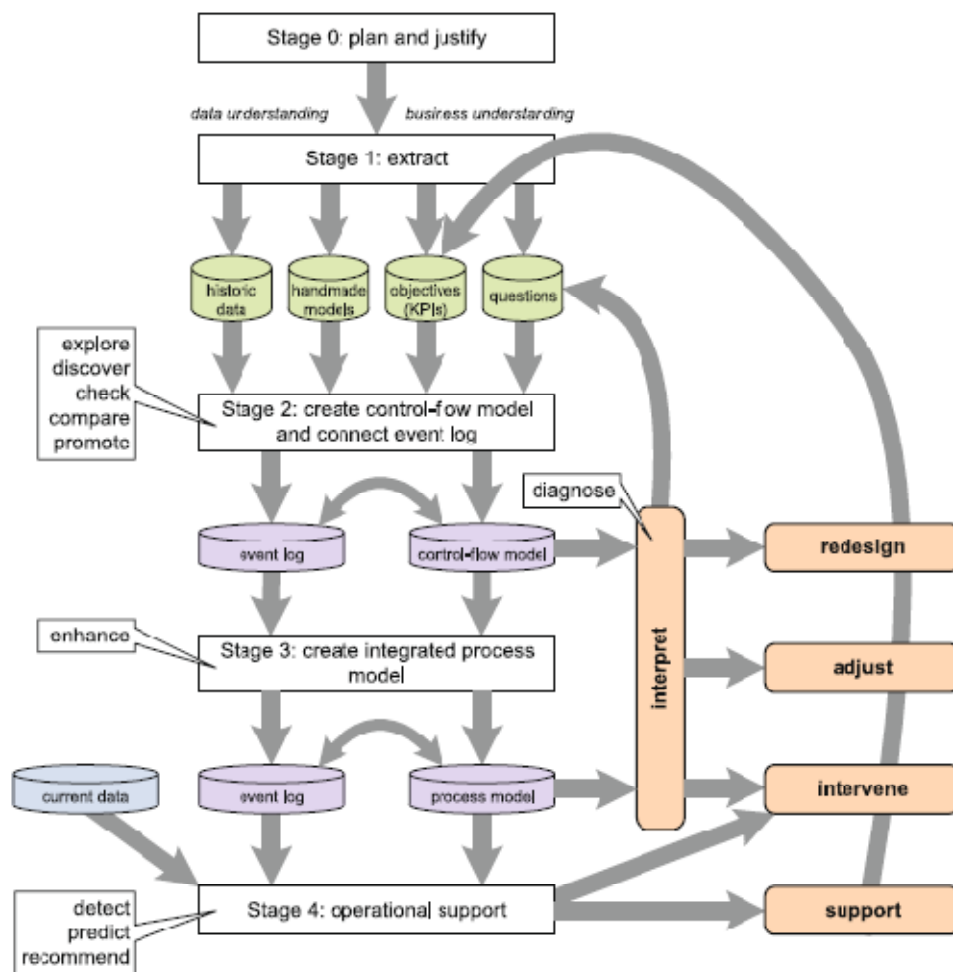 Stage 0: plan and justify
data understanding
business understanding
Stage 1: extract
historic
data
handmade
models
objectives
(KPIs)
questions
explore
discover
check
compare
promote
Stage 2: create control-flow model
and connect event log
diagnose
event log
control-flow model
redesign
enhance
Stage 3: create integrated process
model
interpret
adjust
current data
event log
process model
intervene
detect
predict
recommend
Stage 4: operational support
support